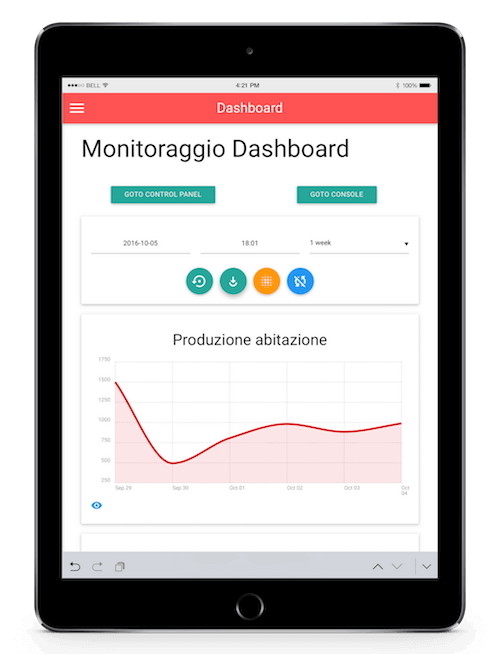 BELL 4:21 PM 100%
Dashboard
Monitoraggio Dashboard
GOTO CONTROL PANEL GOTO CONSOLE
2016-10-05 18:01 1 week
Produzione abitazione
1750
1500
1250
1000
750
500
250
Sep 29 Sep 30 Oct 01 Oct 02 Oct 03 Oct 04